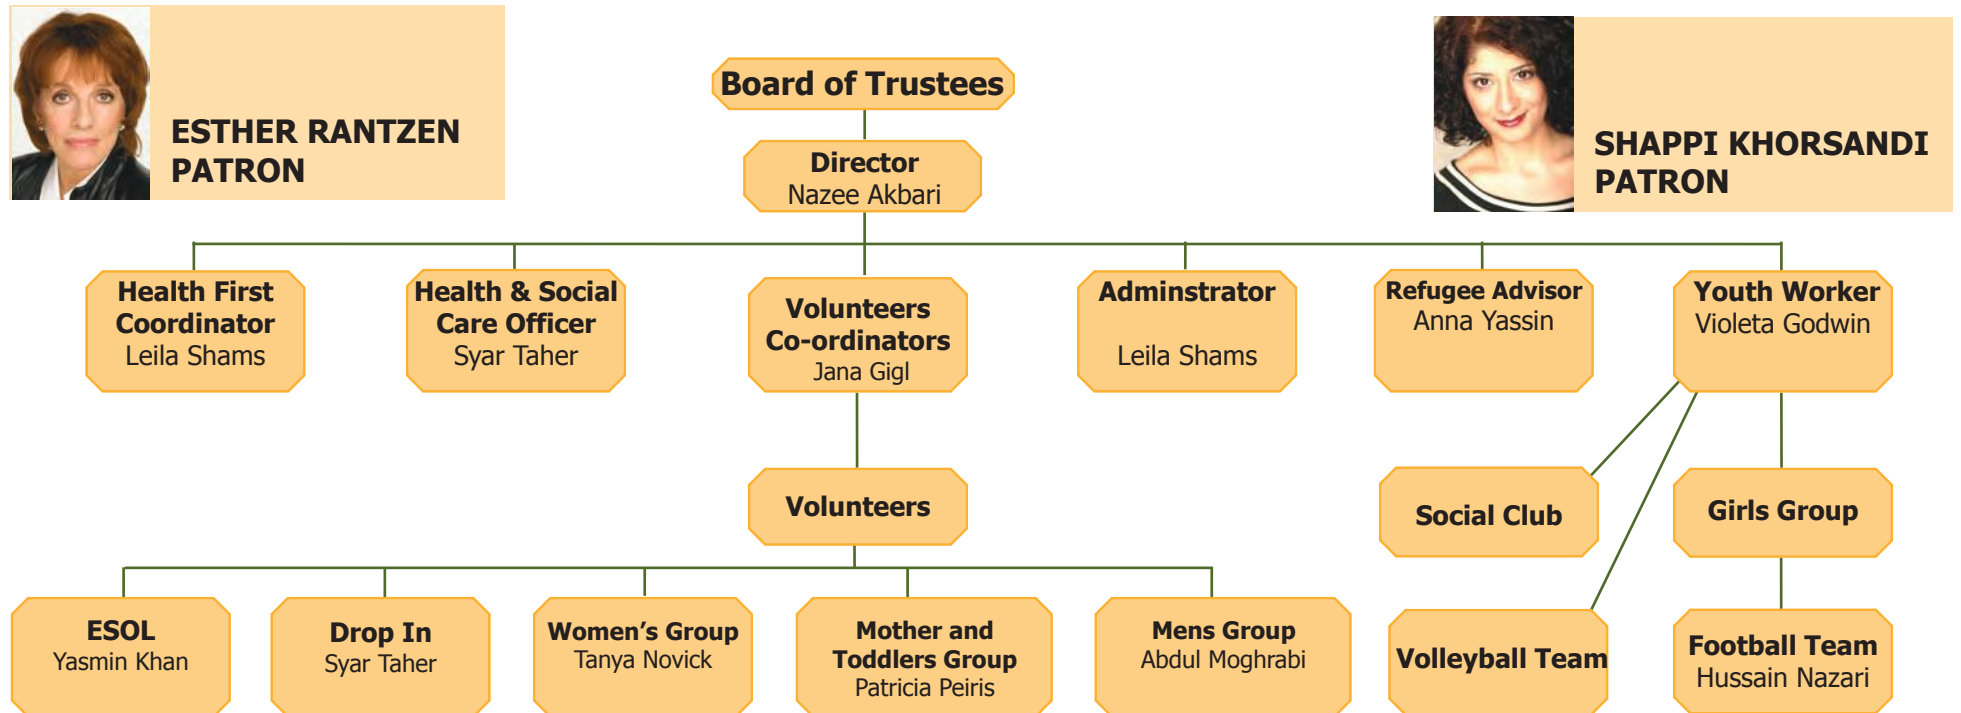 ESTHER RANTZEN
PATRON
Board of Trustees
SHAPPI KHORSANDI
PATRON
Director
Nazee Akbari
Health First
Coordinator
Leila Shams
Health & Social
Care Officer
Syar Taher
Volunteers
Co-ordinators
Jana Gigl
Adminstrator
Leila Shams
Refugee Advisor
Anna Yassin
Youth Worker
Violeta Godwin
Volunteers
Social Club
Girls Group
ESOL
Yasmin Khan
Drop In
Syar Taher
Women’s Group
Tanya Novick
Mother and
Toddlers Group
Patricia Peiris
Mens Group
Abdul Moghrabi
Volleyball Team
Football Team
Hussain Nazari